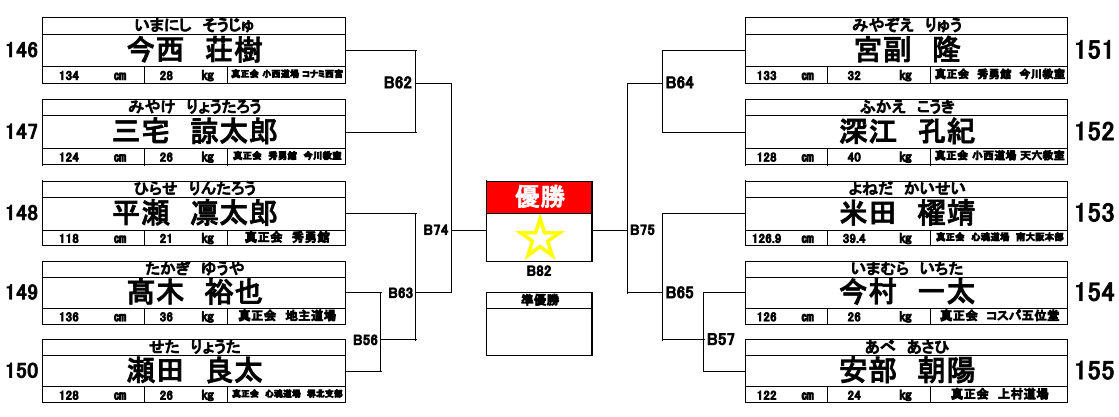 いまにし そうじゅ
146 今西 荘樹
134 cm 28 kg 真正会 小西道場 コナミ西宮
B62
みやけ りょうたろう
147 三宅 諒太郎
124 cm 26 kg 真正会 秀勇館 今川教室
ひらせ りんたろう
148 平瀬 凛太郎
118 cm 21 kg 真正会 秀勇館
B74
たかぎ ゆうや
149 髙木 裕也
136 cm 36 kg 真正会 地主道場
B63
B56
せた りょうた
150 瀬田 良太
128 cm 26 kg 真正会 心魂道場 堺北支部
優勝
☆
B82
準優勝
みやぞえ りゅう
宮副 隆 151
133 cm 32 kg 真正会 秀勇館 今川教室
B64
ふかえ こうき
深江 孔紀 152
128 cm 40 kg 真正会 小西道場 天六教室
よねだ かいせい
米田 櫂靖 153
126.9 cm 39.4 kg 真正会 心魂道場 南大阪本部
B75
いまむら いちた
今村 一太 154
126 cm 26 kg 真正会 コスパ五位堂
B65
B57
あべ あさひ
安部 朝陽 155
122 cm 24 kg 真正会 上村道場